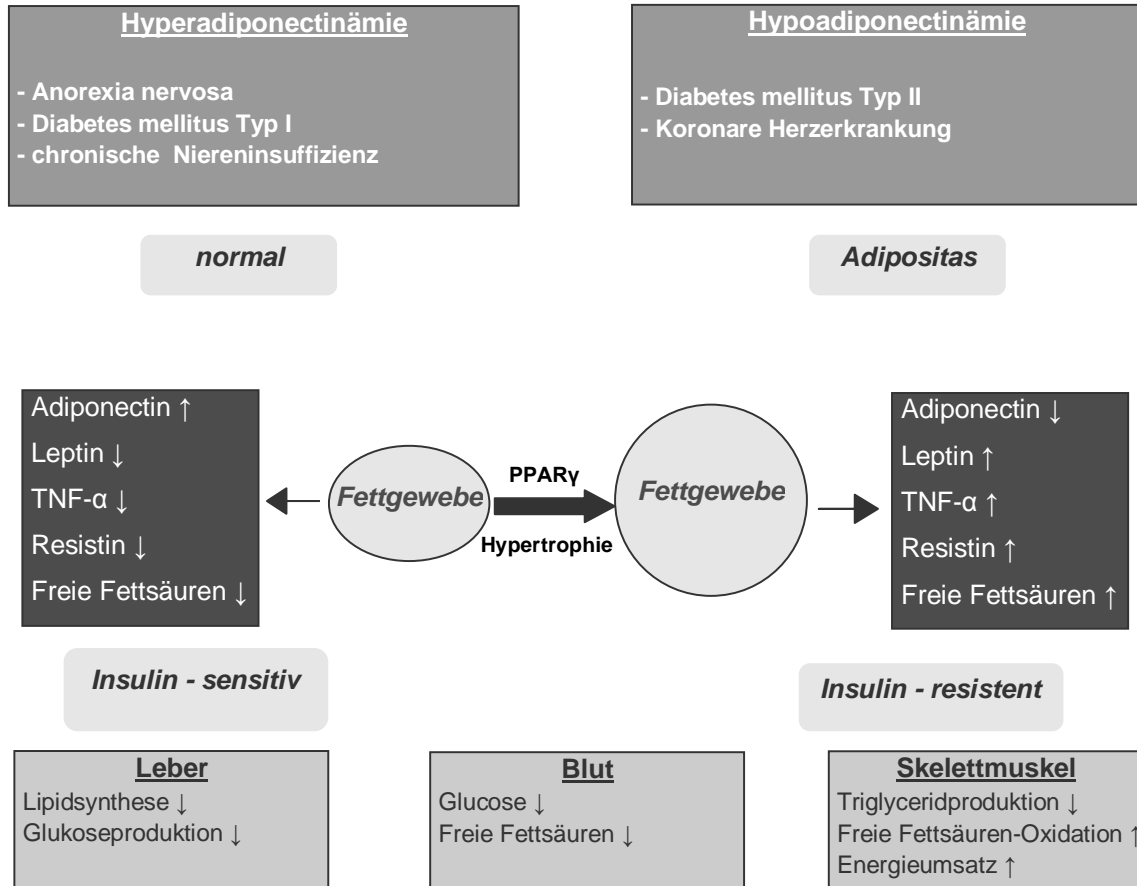 Hyperadiponectinämie
- Anorexia nervosa
- Diabetes mellitus Typ I
- chronische Niereninsuffizienz
Hypoadiponectinämie
- Diabetes mellitus Typ II
- Koronare Herzerkrankung
normal
Adipositas
Adiponectin ↑
Leptin ↓
TNF-α ↓
Resistin ↓
Freie Fettsäuren ↓
Fettgewebe
PPARγ
Hypertrophie
Fettgewebe
Adiponectin ↓
Leptin ↑
TNF-α ↑
Resistin ↑
Freie Fettsäuren ↑
Insulin - sensitiv
Insulin - resistent
Leber
Lipidsynthese ↓
Glukoseproduktion ↓
Blut
Glucose ↓
Freie Fettsäuren ↓
Skelettmuskel
Triglyceridproduktion ↓
Freie Fettsäuren-Oxidation ↑
Energieumsatz ↑